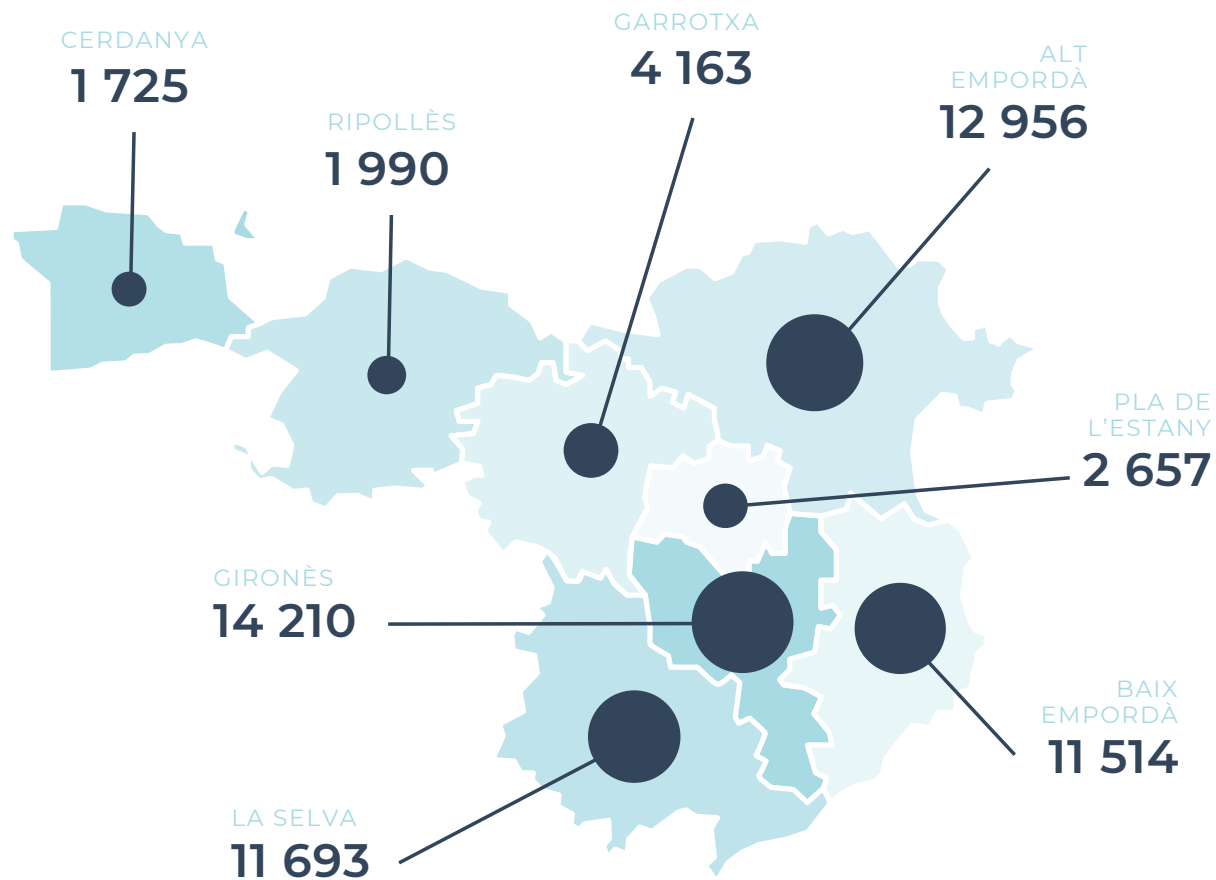 GARROTXA
4 163
CERDANYA
1 725
ALT
EMPORDÀ
12 956
RIPOLLÈS
1 990
PLA DE
L'ESTANY
2 657
GIRONÈS
14 210
BAIX
EMPORDÀ
11 514
LA SELVA
11 693